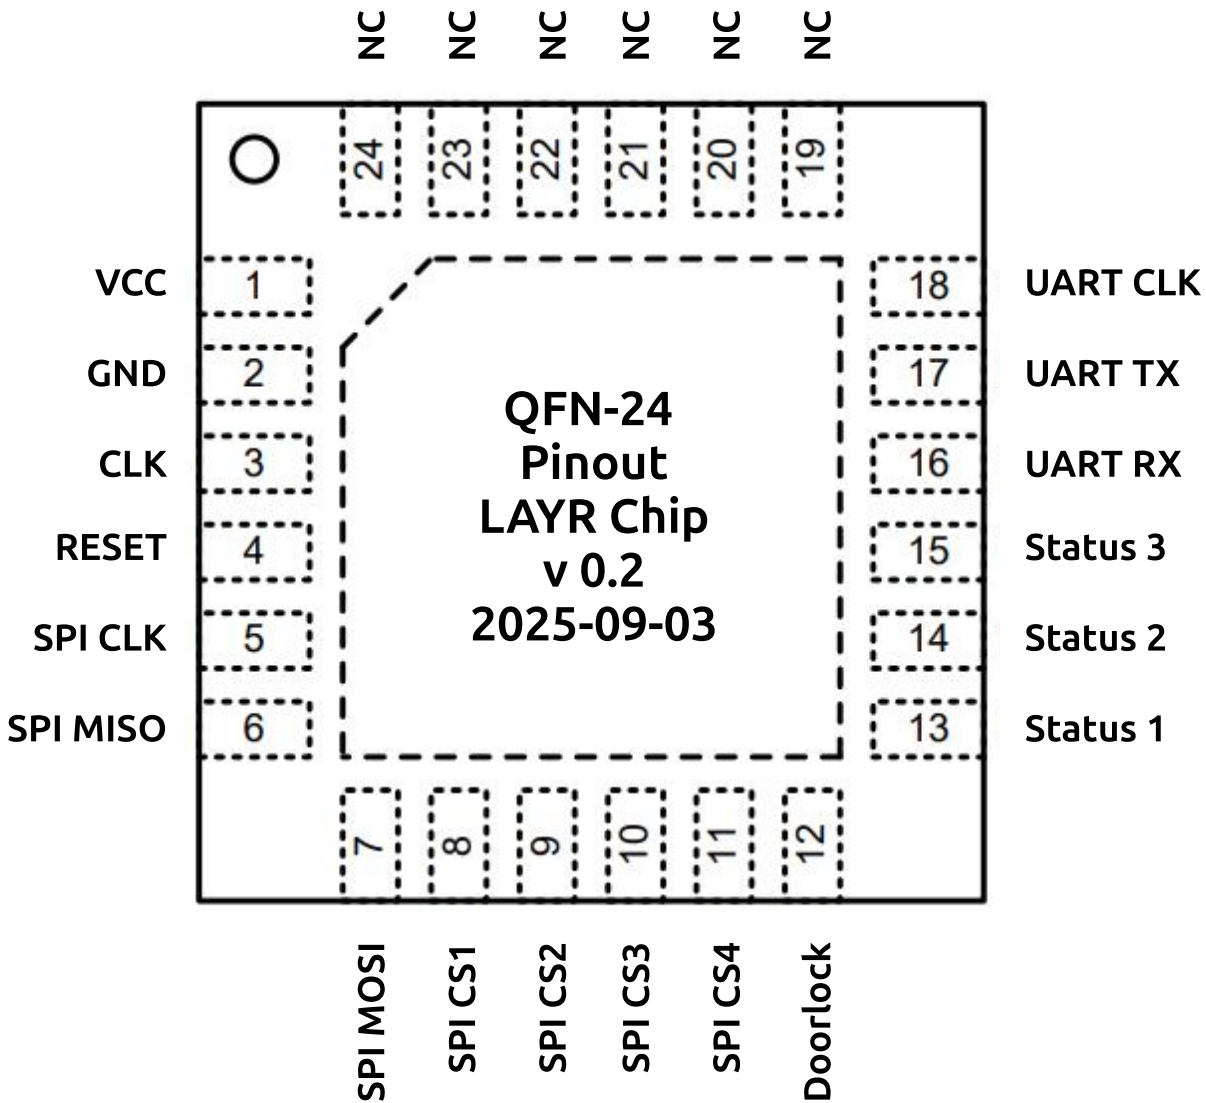 NC NC NC NC NC NC
24 23 22 21 20 19
VCC 1 18 UART CLK
GND 2 17 UART TX
CLK 3 16 UART RX
RESET 4 15 Status 3
SPI CLK 5 14 Status 2
SPI MISO 6 13 Status 1
QFN-24
Pinout
LAYR Chip
v 0.2
2025-09-03
7 8 9 10 11 12
SPI MOSI
SPI CS1
SPI CS2
SPI CS3
SPI CS4
Doorlock